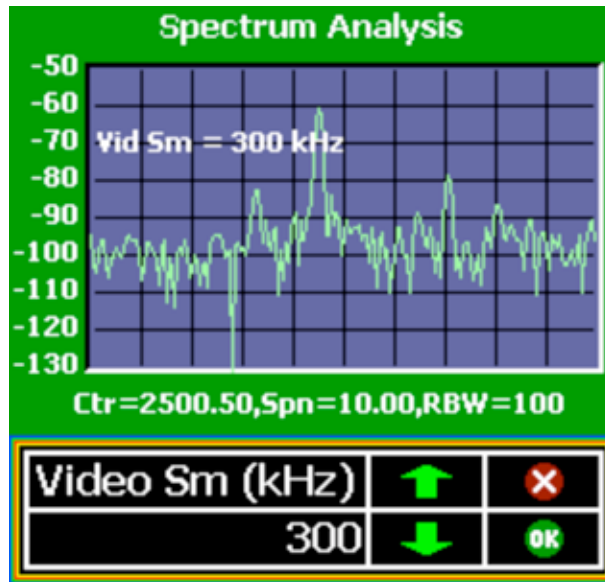 Spectrum Analysis
-50
-60
-70
Vid Sm = 300 kHz
-80
-90
-100
-110
-120
-130
Ctr=2500.50,Spn=10.00,RBW=100
Video Sm (kHz)
300
OK